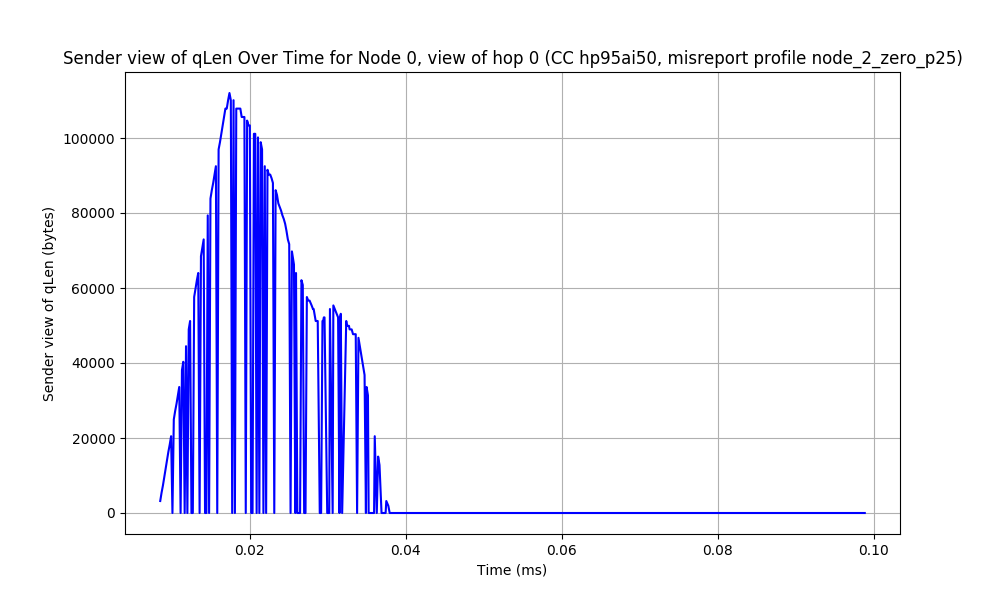 Sender view of qLen Over Time for Node 0, view of hop 0 (CC hp95ai50, misreport profile node_2_zero_p25)
100000
80000
60000
40000
20000
0
Sender view of qLen (bytes)
0.02 0.04 0.06 0.08 0.10
Time (ms)